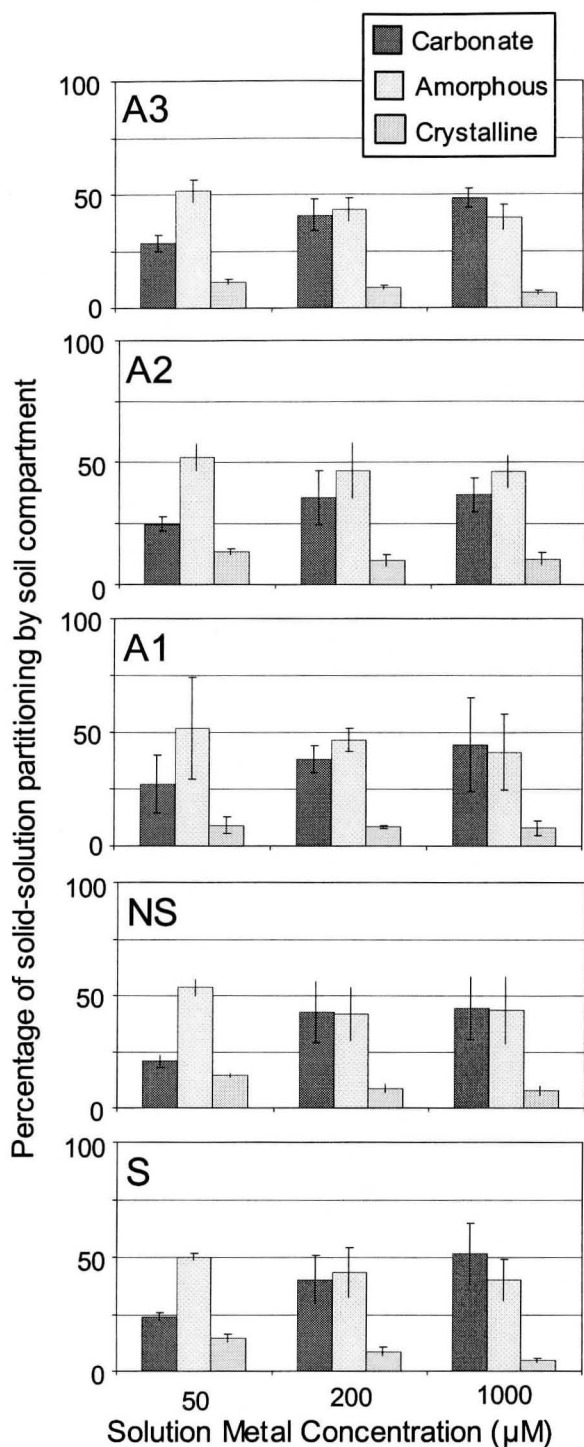 Carbonate
Amorphous
Crystalline
A3
100
50
0
A2
100
50
0
A1
100
50
0
NS
100
50
0
S
100
50
0
Percentage of solid-solution partitioning by soil compartment
50 200 1000
Solution Metal Concentration (µM)